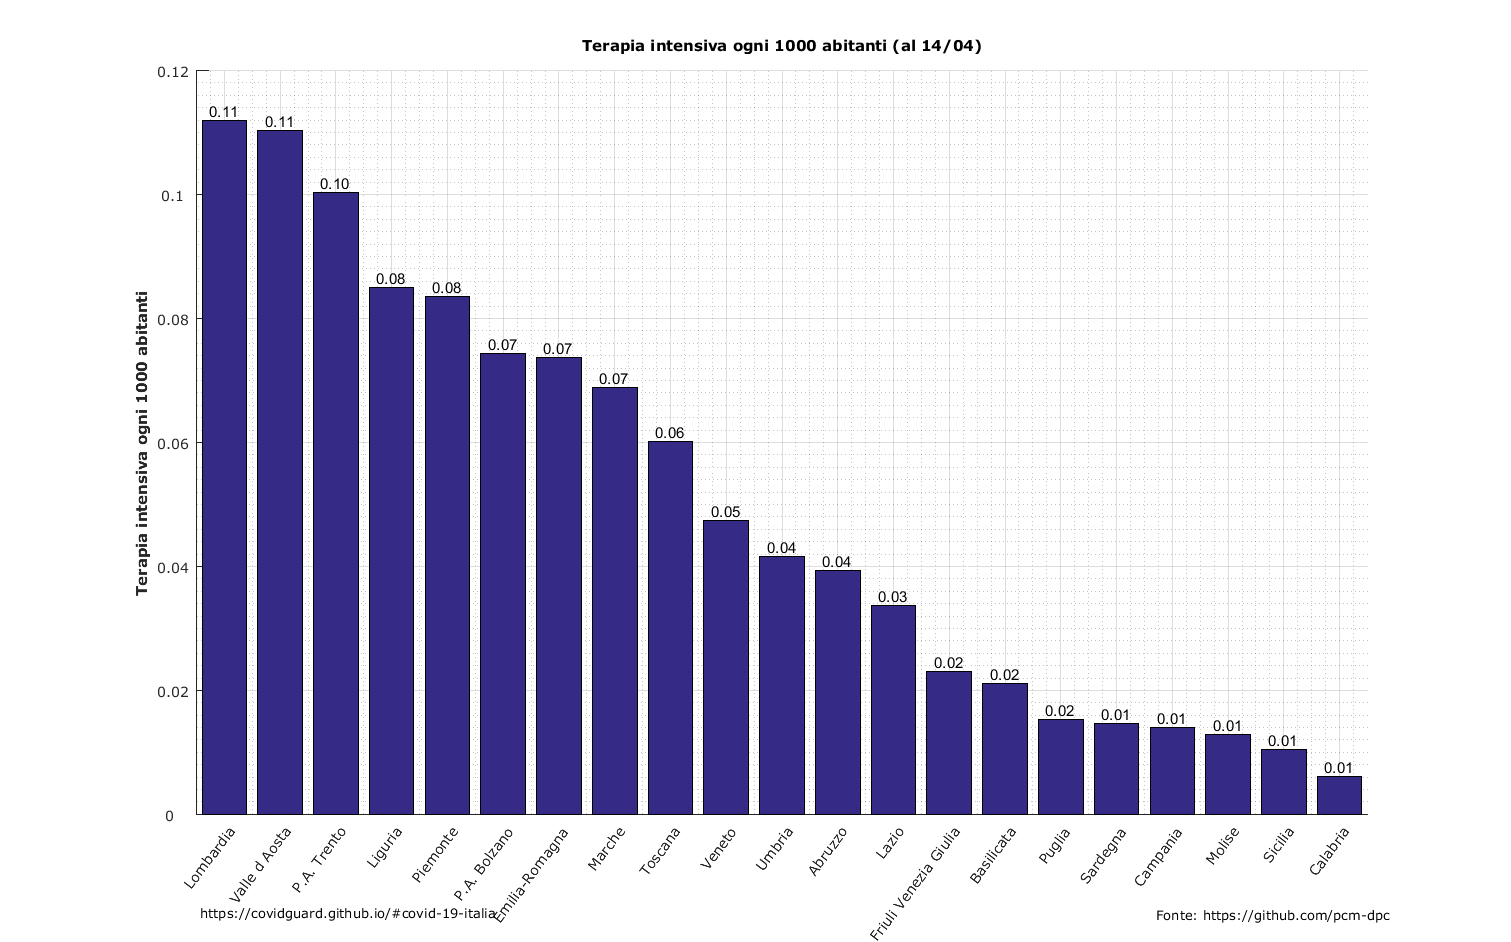 Terapia intensiva ogni 1000 abitanti (al 14/04)
Terapia intensiva ogni 1000 abitanti
0.12
0.1
0.08
0.06
0.04
0.02
0
0.11
0.11
0.10
0.08
0.08
0.07
0.07
0.07
0.06
0.05
0.04
0.04
0.03
0.02
0.02
0.02
0.01
0.01
0.01
0.01
0.01
Lombardia
Valle d Aosta
P.A. Trento
Liguria
Piemonte
P.A. Bolzano
Emilia-Romagna
Marche
Toscana
Veneto
Umbria
Abruzzo
Lazio
Friuli Venezia Giulia
Basilicata
Puglia
Sardegna
Campania
Molise
Sicilia
Calabria
https://covidguard.github.io/#covid-19-italia
Fonte: https://github.com/pcm-dpc